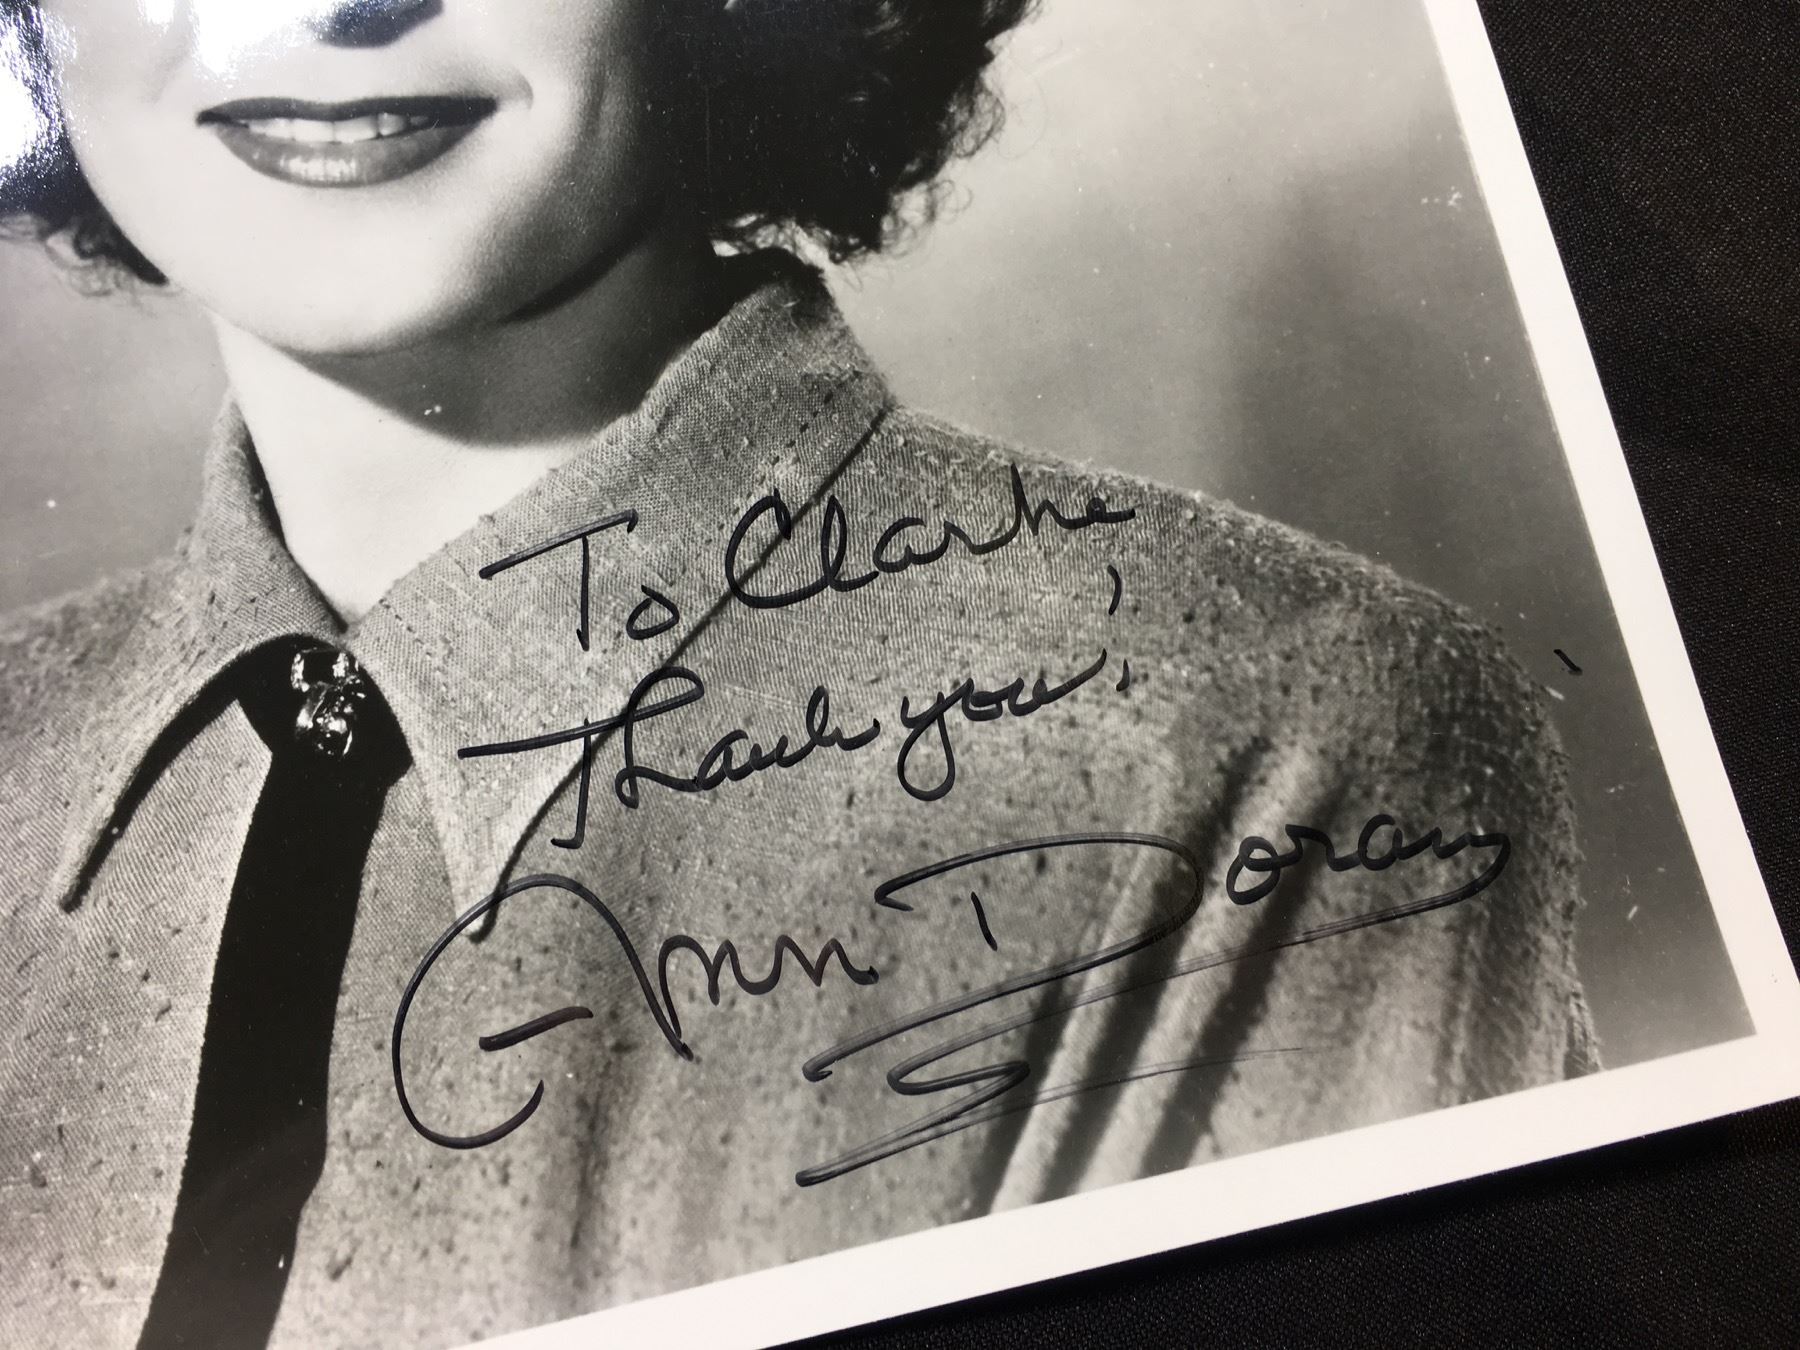 To Clarke,
Thank you,
Ann Doran